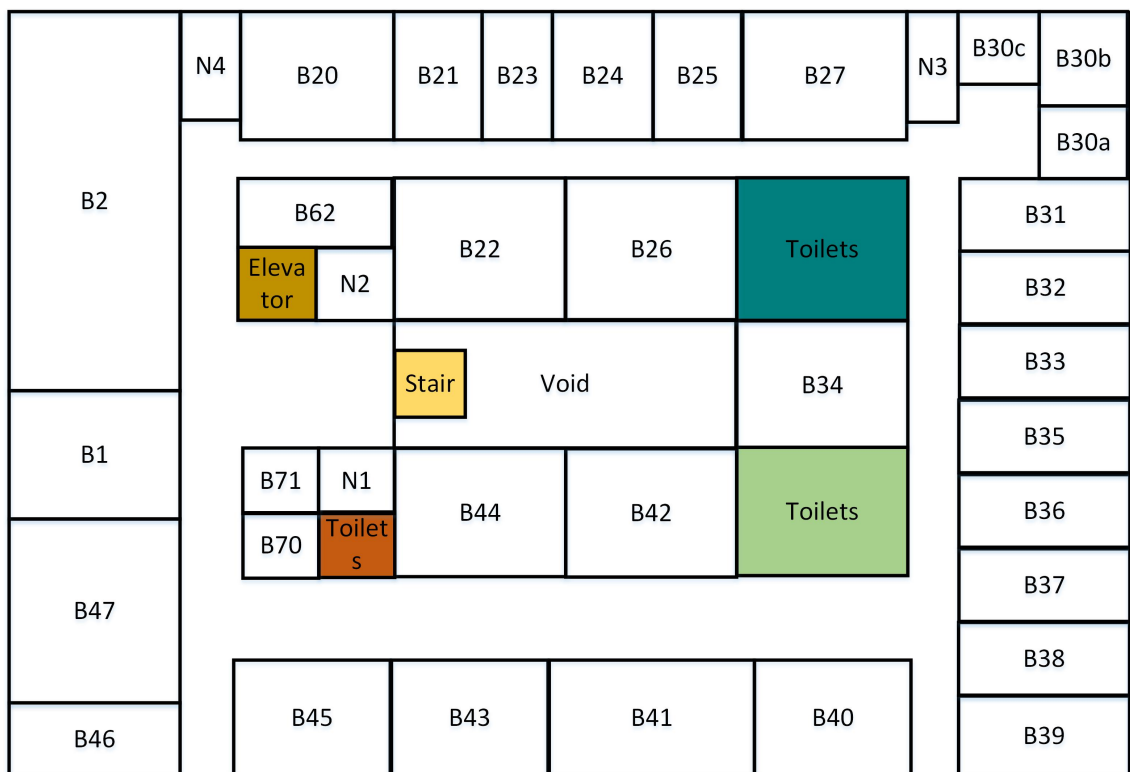 N4
B20
B21
B23
B24
B25
B27
N3
B30c
B30b
B30a
B2
B62
B22
B26
Toilets
B31
Eleva
tor
N2
B32
Stair
Void
B34
B33
B1
B35
B71
N1
B44
B42
Toilets
B36
B70
Toilet
s
B37
B47
B38
B45
B43
B41
B40
B46
B39